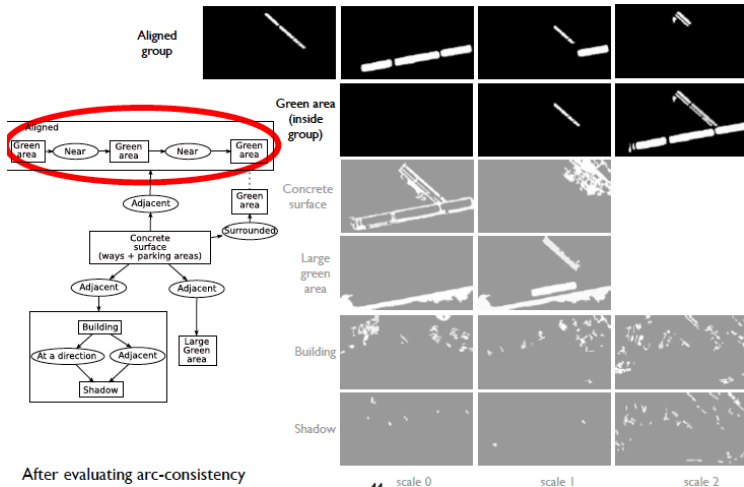 Aligned
group
Green area
(inside
group)
Aligned
Green
area
Near
Green
area
Near
Green
area
Adjacent
Green
area
Surrounded
Concrete
surface
(ways + parking areas)
Adjacent
Adjacent
Building
At a direction
Adjacent
Shadow
Large
Green
area
Concrete
surface
Large
green
area
Building
Shadow
After evaluating arc-consistency
scale 0
scale 1
scale 2